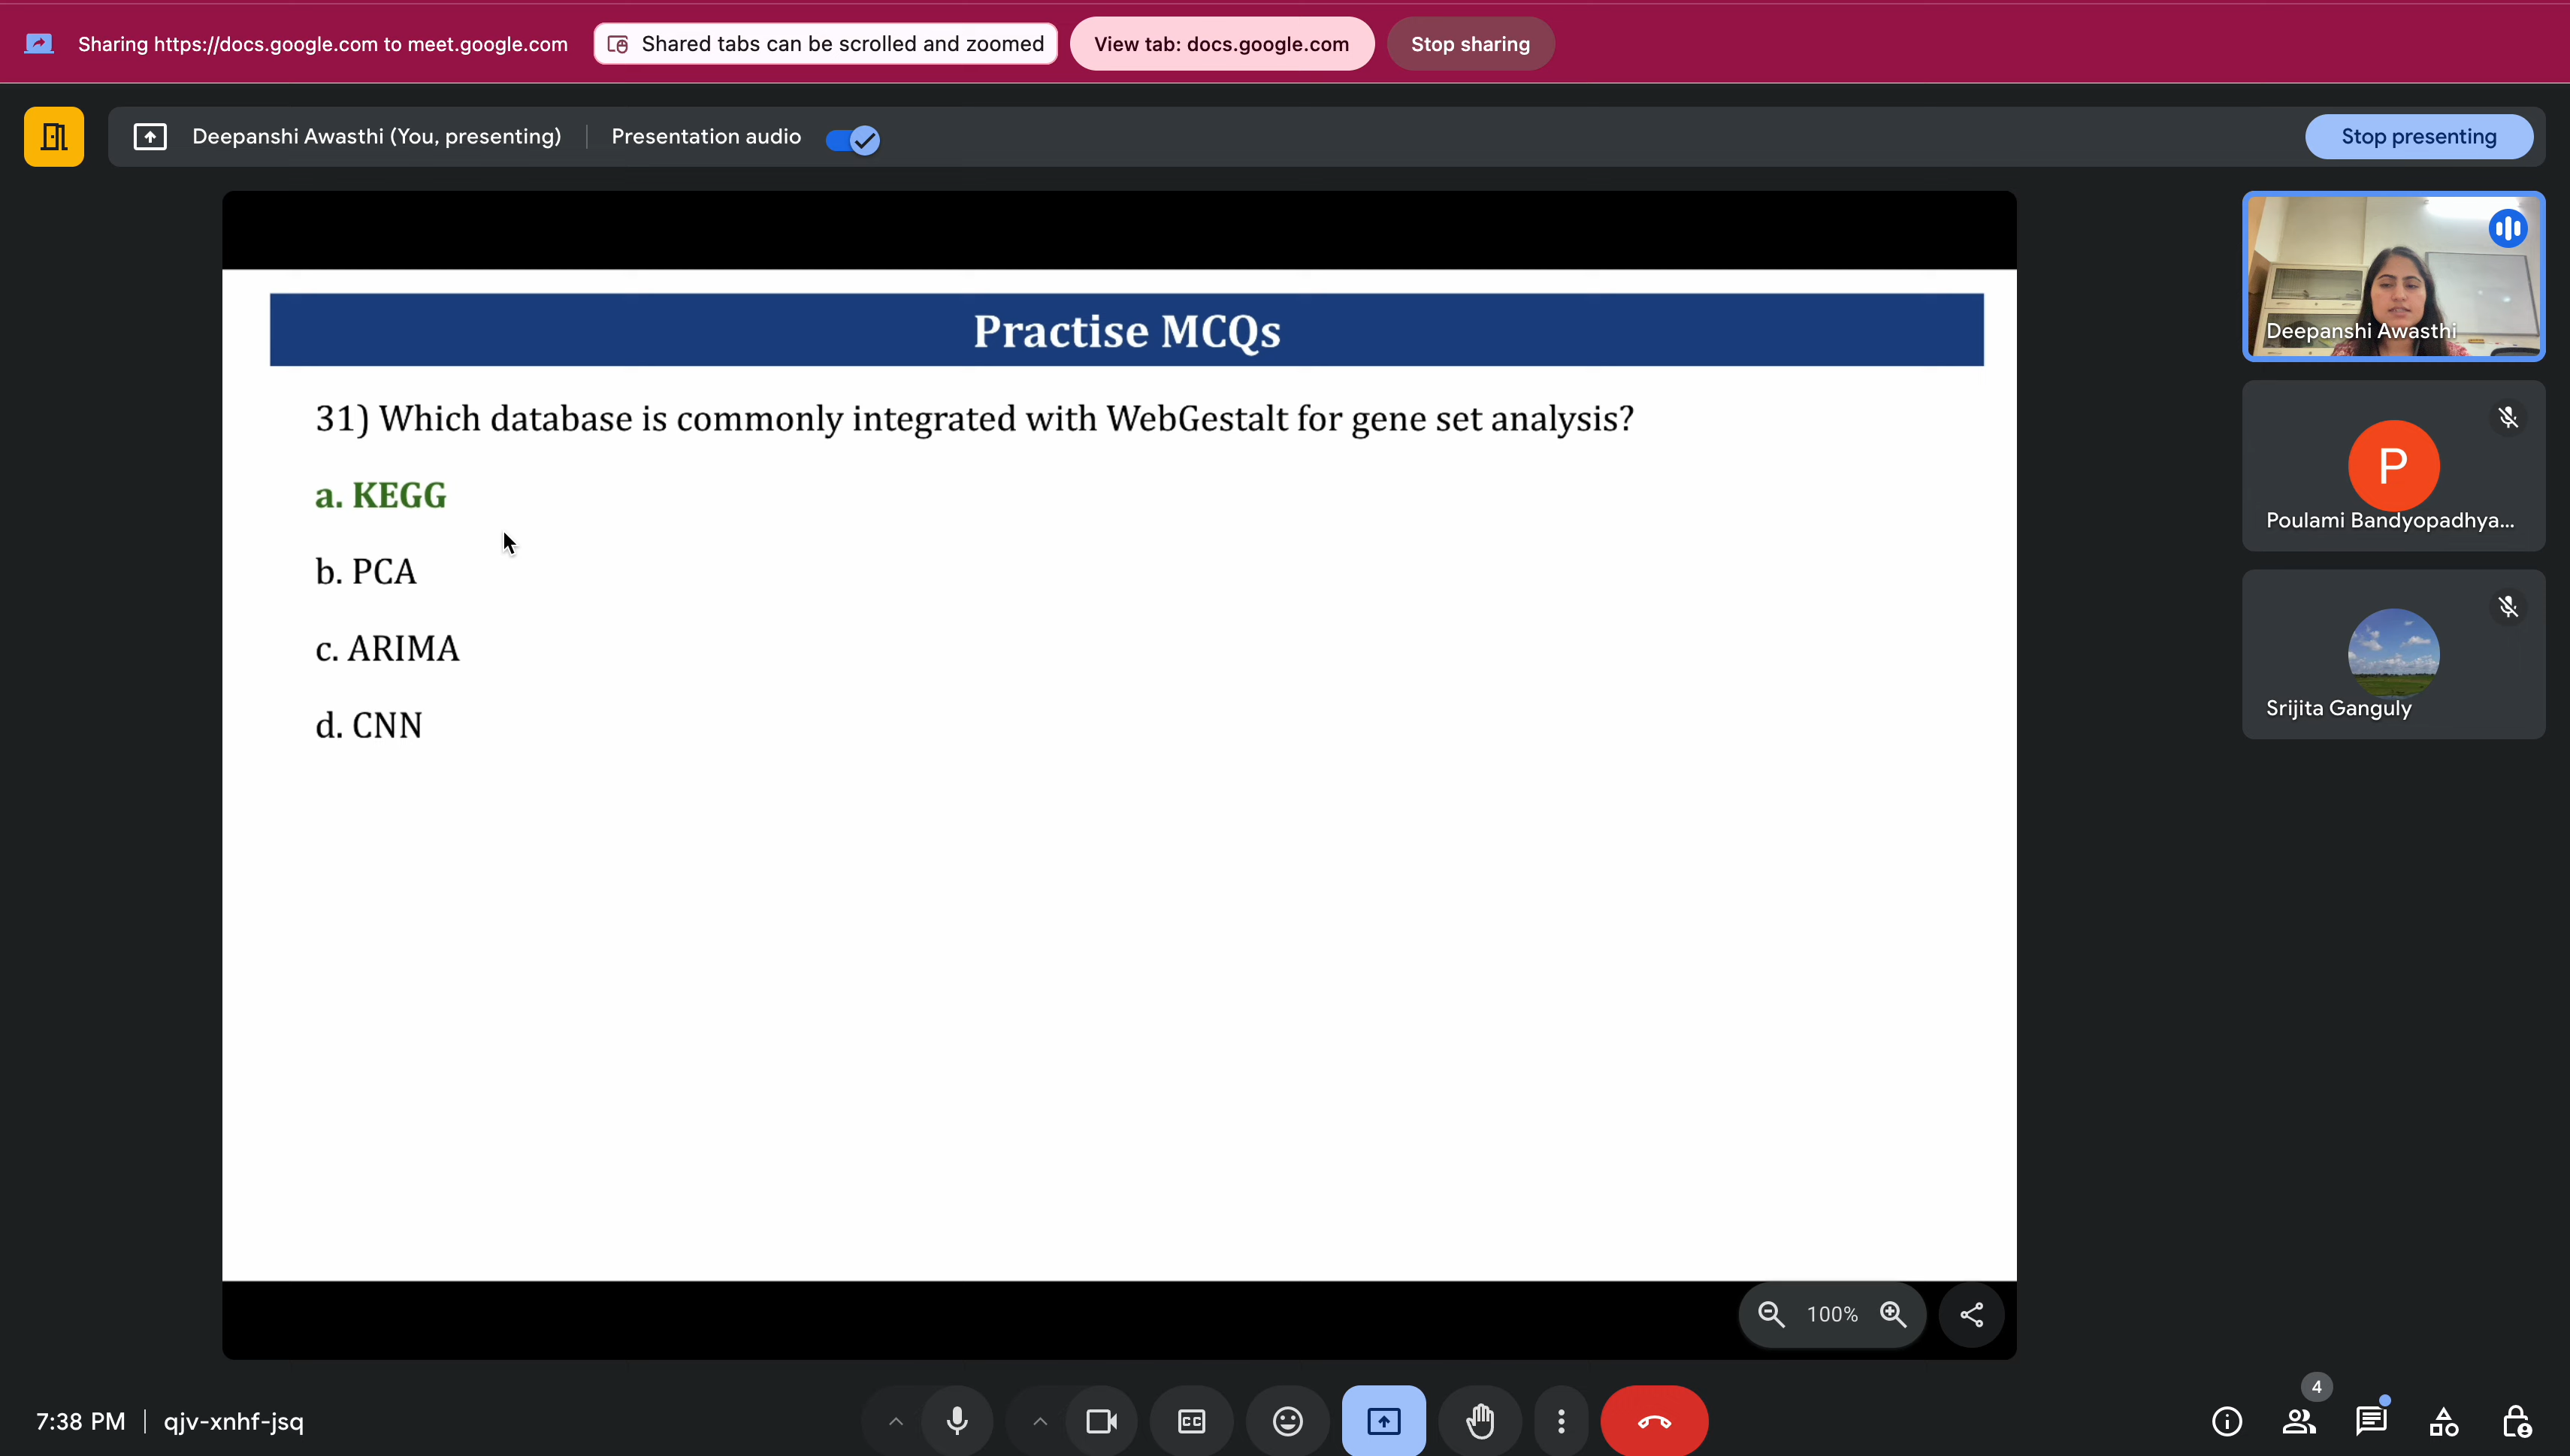 Sharing https://docs.google.com to meet.google.com
Shared tabs can be scrolled and zoomed
View tab: docs.google.com
Stop sharing
Deepanshi Awasthi (You, presenting)
Presentation audio
Stop presenting
Practise MCQs
31) Which database is commonly integrated with WebGestalt for gene set analysis?
a. KEGG
b. PCA
c. ARIMA
d. CNN
Deepanshi Awasthi
P
Poulami Bandyopadhya...
Srijita Ganguly
100%
7:38 PM
qjv-xnhf-jsq
CC
4